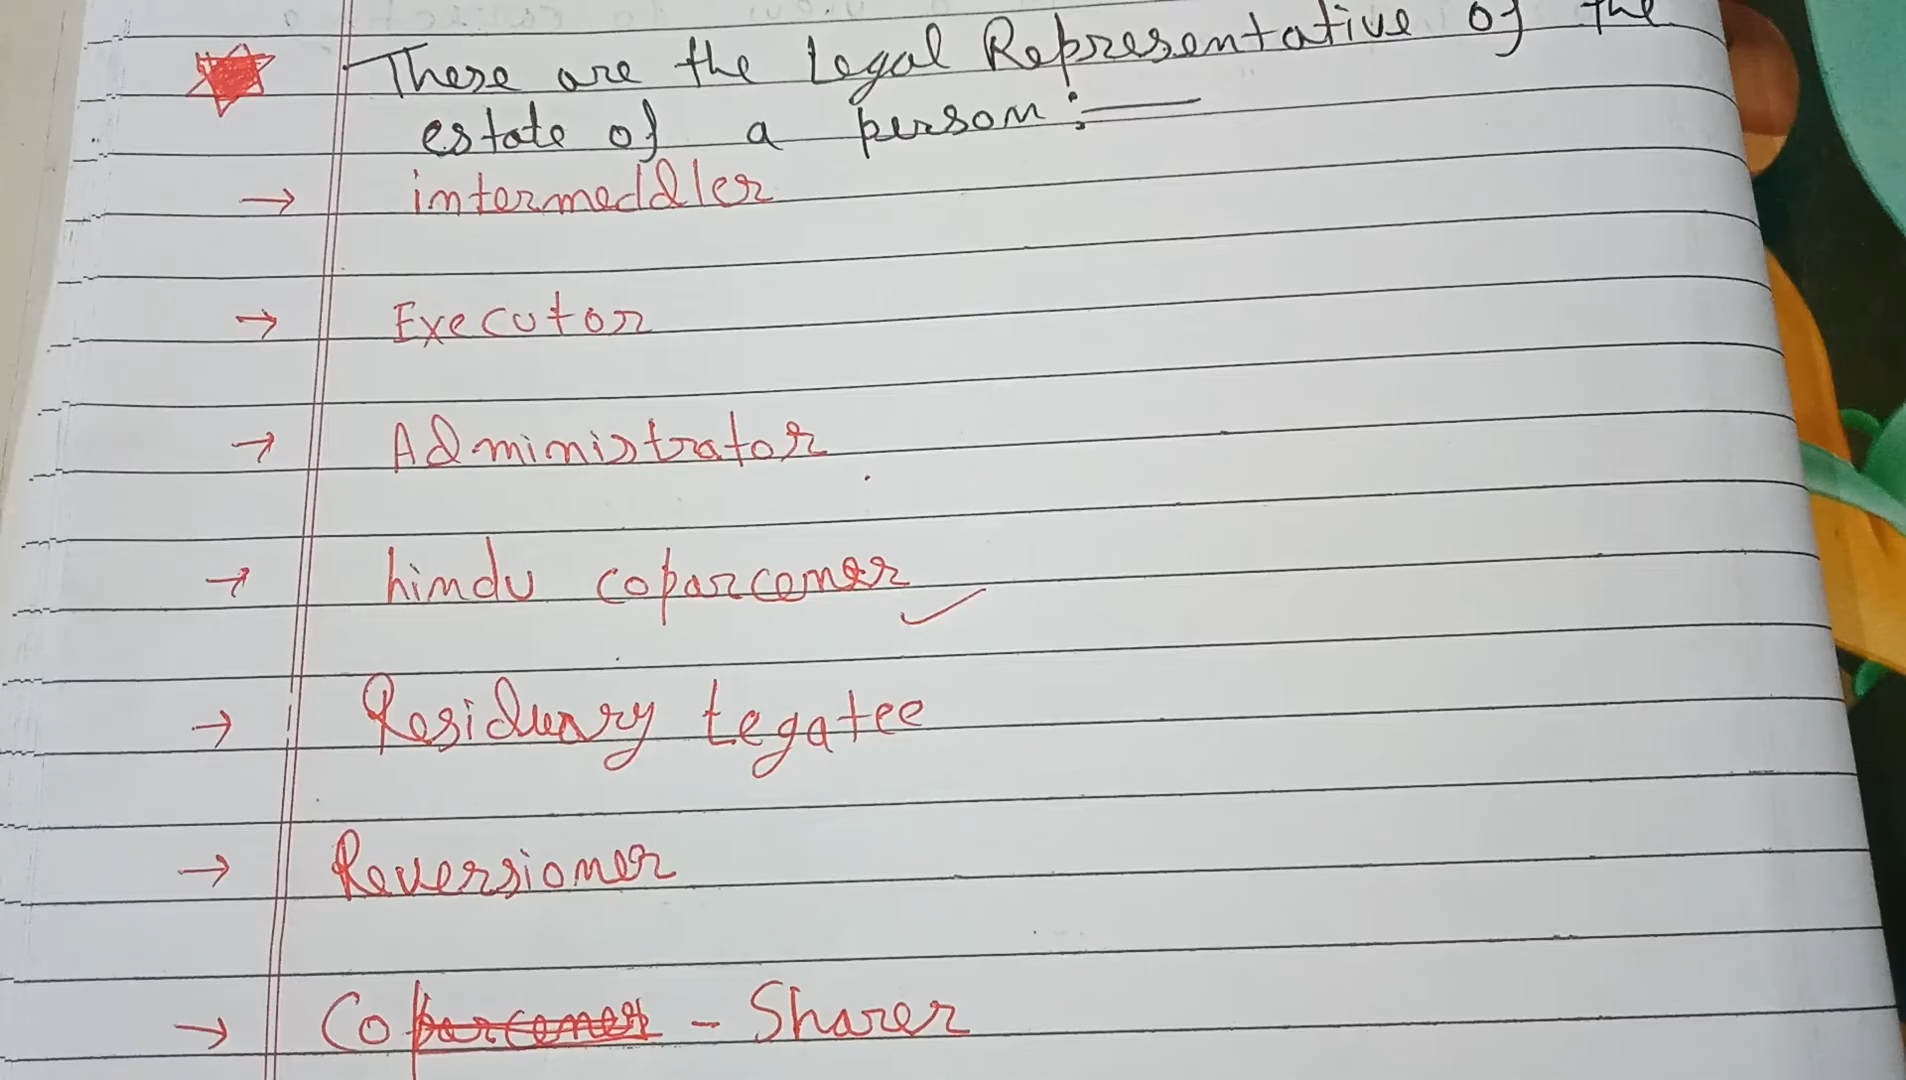 These are the Legal Representative of the
estate of a person :—
→ intermeddler
→ Executor
→ Administrator
→ hindu coparcener ✓
→ Residuary Legatee
→ Reversioner
→ Co - Sharer